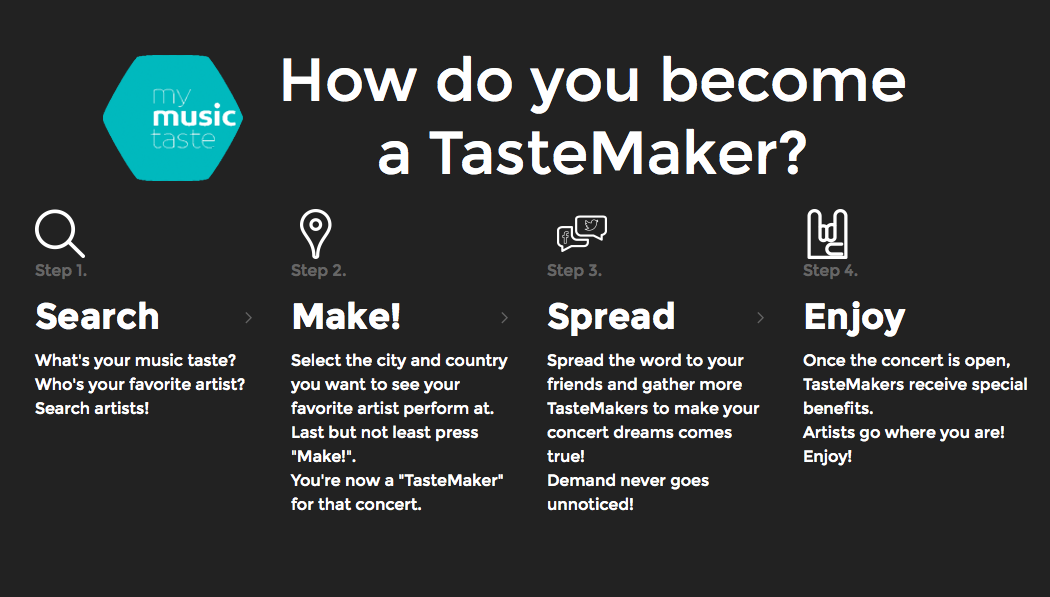 my
music
taste
How do you become
a TasteMaker?
Step 1.
Search
What's your music taste?
Who's your favorite artist?
Search artists!
Step 2.
Make!
Select the city and country
you want to see your
favorite artist perform at.
Last but not least press
"Make!".
You're now a "TasteMaker"
for that concert.
Step 3.
Spread
Spread the word to your
friends and gather more
TasteMakers to make your
concert dreams comes
true!
Demand never goes
unnoticed!
Step 4.
Enjoy
Once the concert is open,
TasteMakers receive special
benefits.
Artists go where you are!
Enjoy!